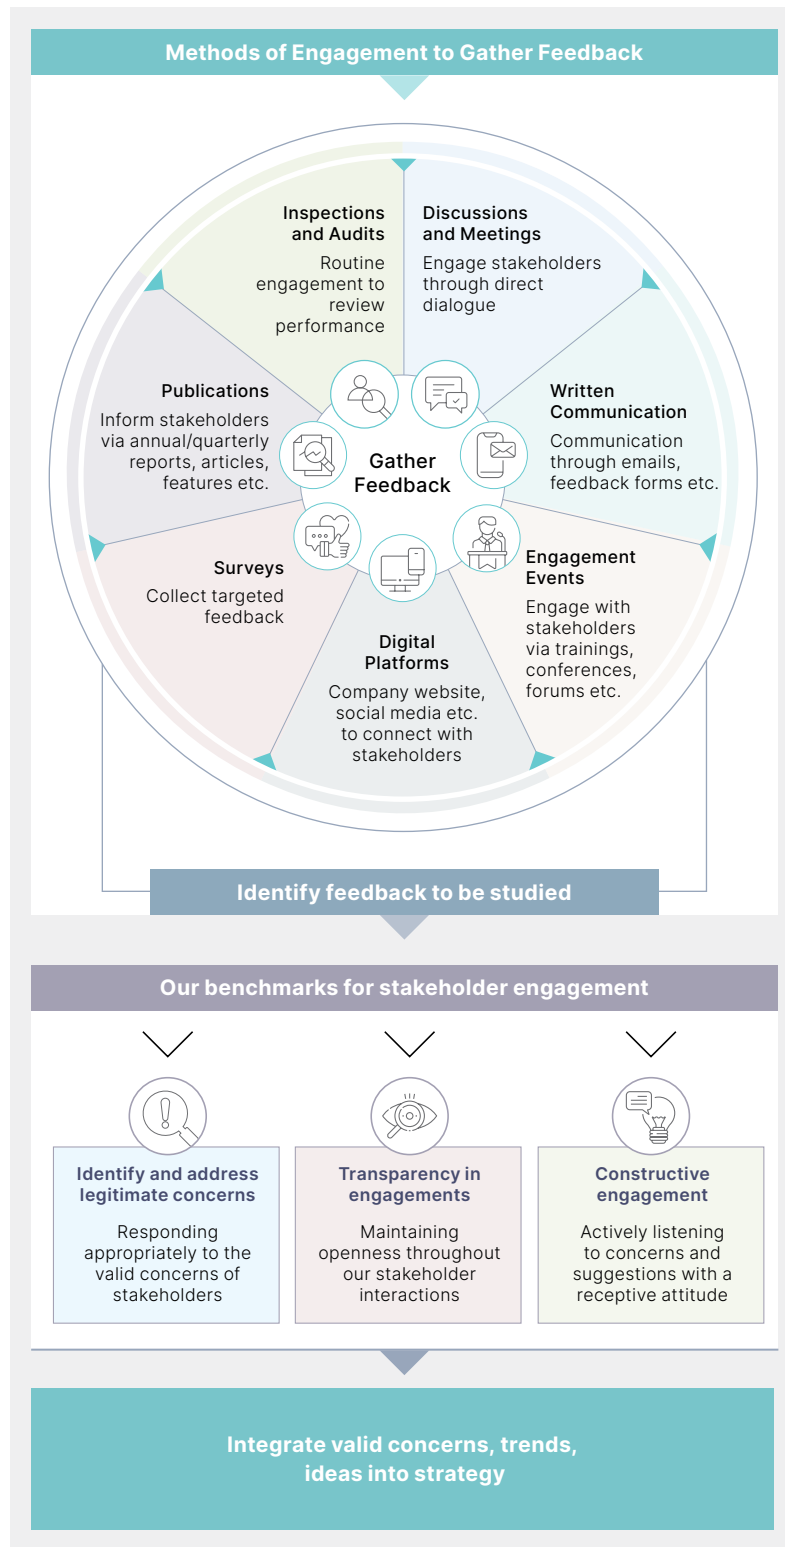 Methods of Engagement to Gather Feedback
Inspections
and Audits
Routine
engagement to
review
performance
Discussions
and Meetings
Engage stakeholders
through direct
dialogue
Written
Communication
Communication
through emails,
feedback forms etc.
Engagement
Events
Engage with
stakeholders
via trainings,
conferences,
forums etc.
Digital
Platforms
Company website,
social media etc.
to connect with
stakeholders
Surveys
Collect targeted
feedback
Publications
Inform stakeholders
via annual/quarterly
reports, articles,
features etc.
Gather
Feedback
Identify feedback to be studied
Our benchmarks for stakeholder engagement
Identify and address
legitimate concerns
Responding
appropriately to the
valid concerns of
stakeholders
Transparency in
engagements
Maintaining
openness throughout
our stakeholder
interactions
Constructive
engagement
Actively listening
to concerns and
suggestions with a
receptive attitude
Integrate valid concerns, trends,
ideas into strategy